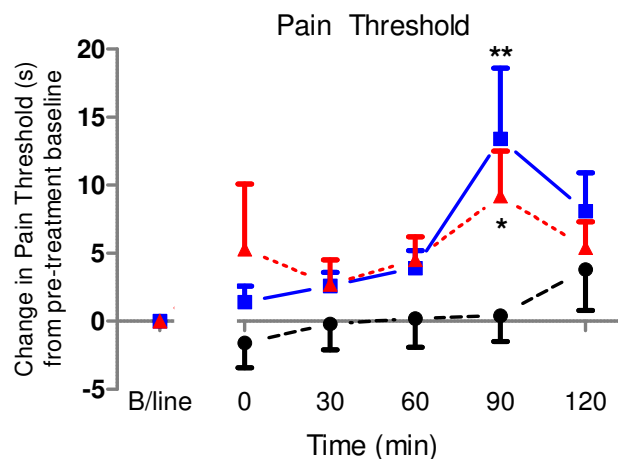 Pain Threshold
Change in Pain Threshold (s)
from pre-treatment baseline
20
15
10
5
0
-5
**
*
B/line 0 30 60 90 120
Time (min)